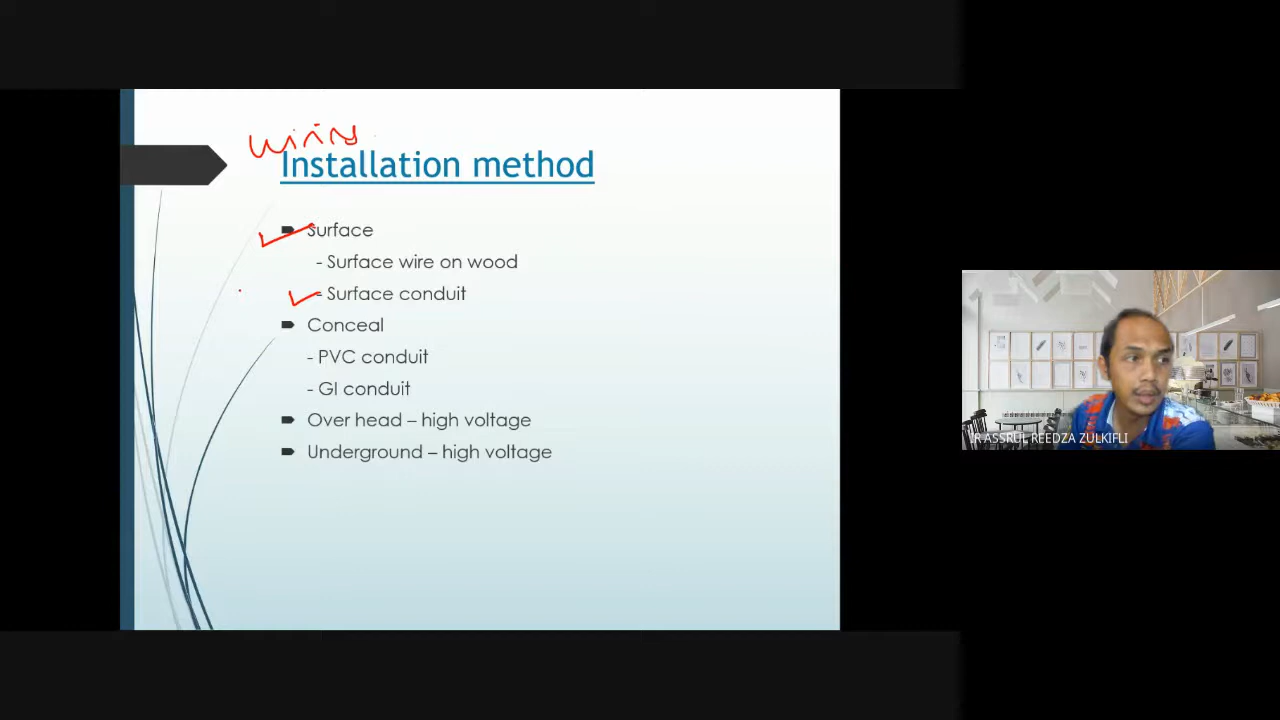 Wiring
Installation method
Surface
- Surface wire on wood
- Surface conduit
Conceal
- PVC conduit
- GI conduit
Over head – high voltage
Underground – high voltage
IR ASSRUL REEDZA ZULKIFLI